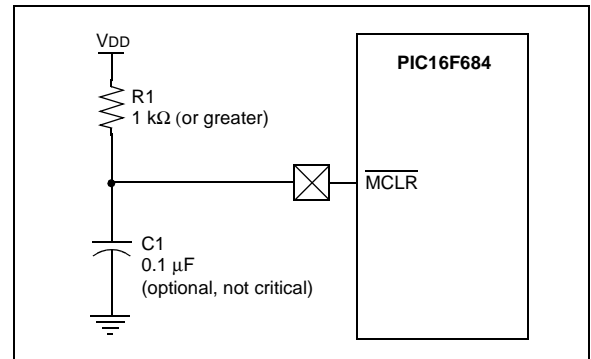 VDD
PIC16F684
R1
1 kΩ (or greater)
MCLR
C1
0.1 μF
(optional, not critical)